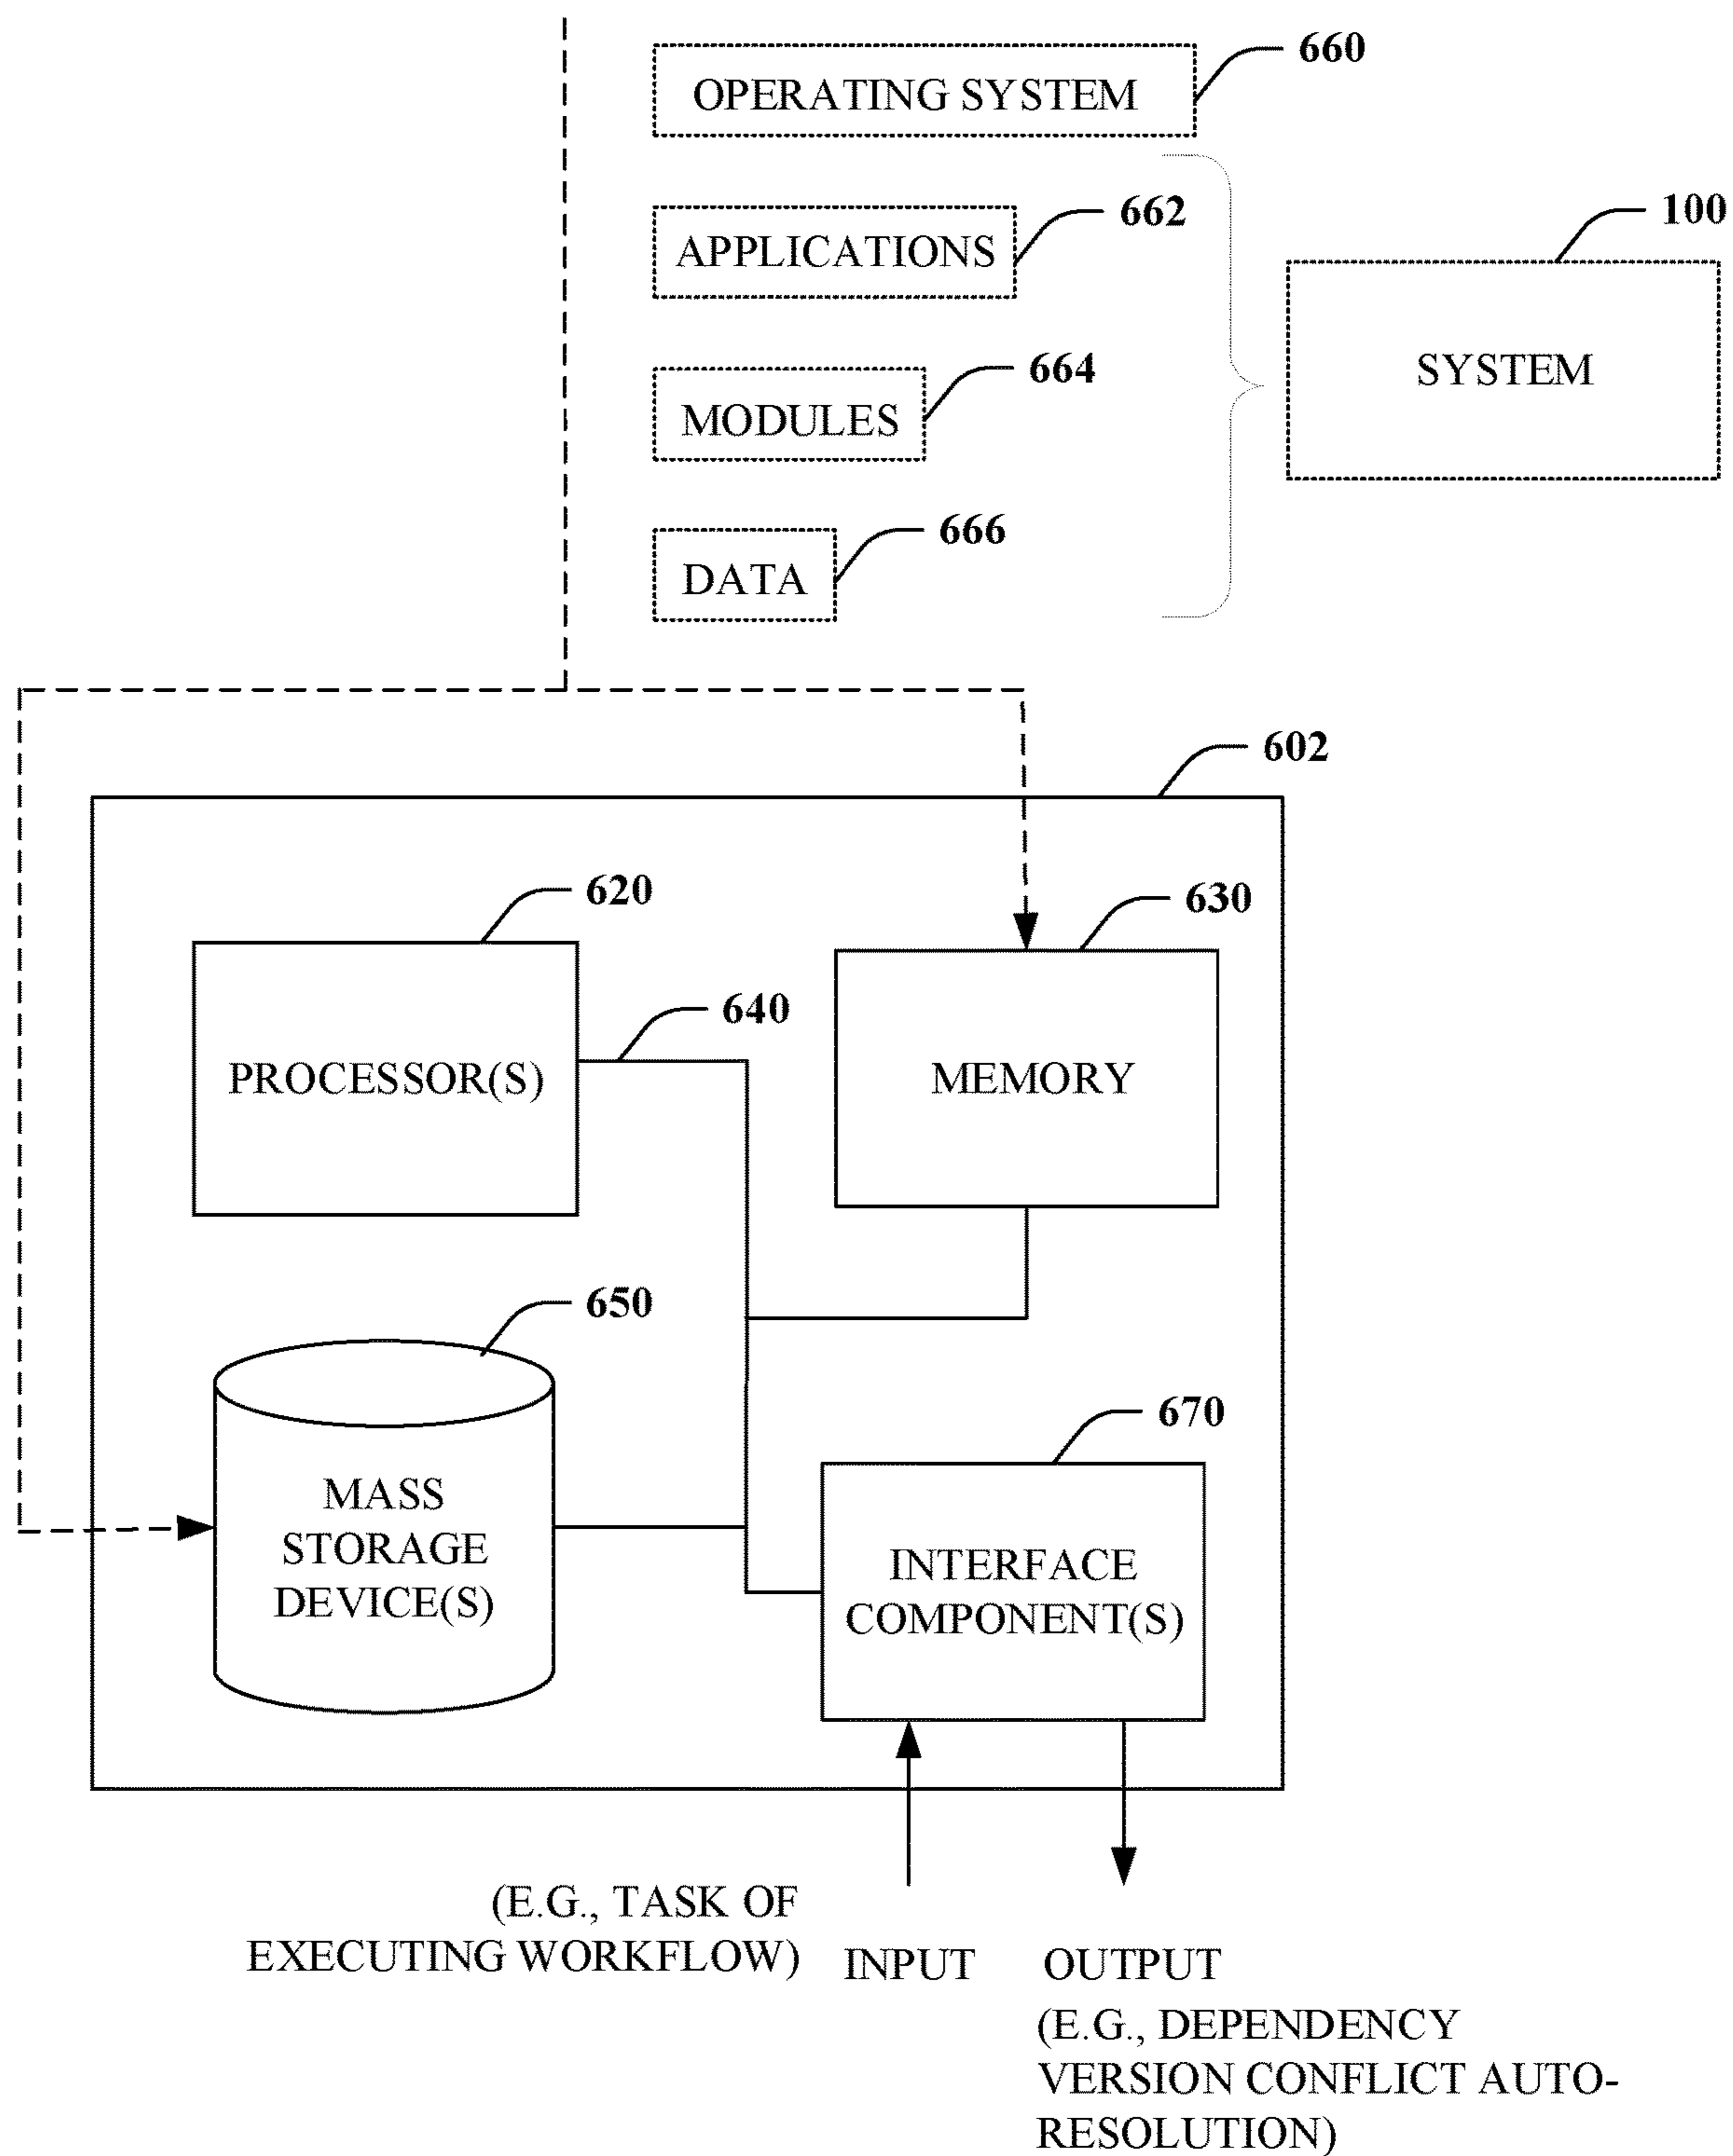 660
OPERATING SYSTEM
662
APPLICATIONS
100
SYSTEM
664
MODULES
666
DATA
602
620
PROCESSOR(S)
630
MEMORY
640
650
MASS
STORAGE
DEVICE(S)
670
INTERFACE
COMPONENT(S)
(E.G., TASK OF
EXECUTING WORKFLOW)
INPUT
OUTPUT
(E.G., DEPENDENCY
VERSION CONFLICT AUTO-
RESOLUTION)